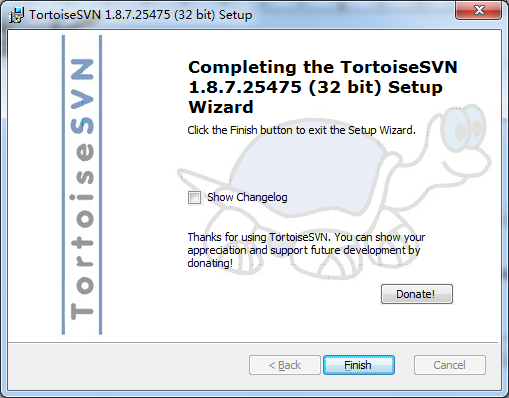 TortoiseSVN 1.8.7.25475 (32 bit) Setup
TortoiseSVN
Completing the TortoiseSVN
1.8.7.25475 (32 bit) Setup
Wizard
Click the Finish button to exit the Setup Wizard.
Show Changelog
Thanks for using TortoiseSVN. You can show your
appreciation and support future development by
donating!
Donate!
< Back
Finish
Cancel